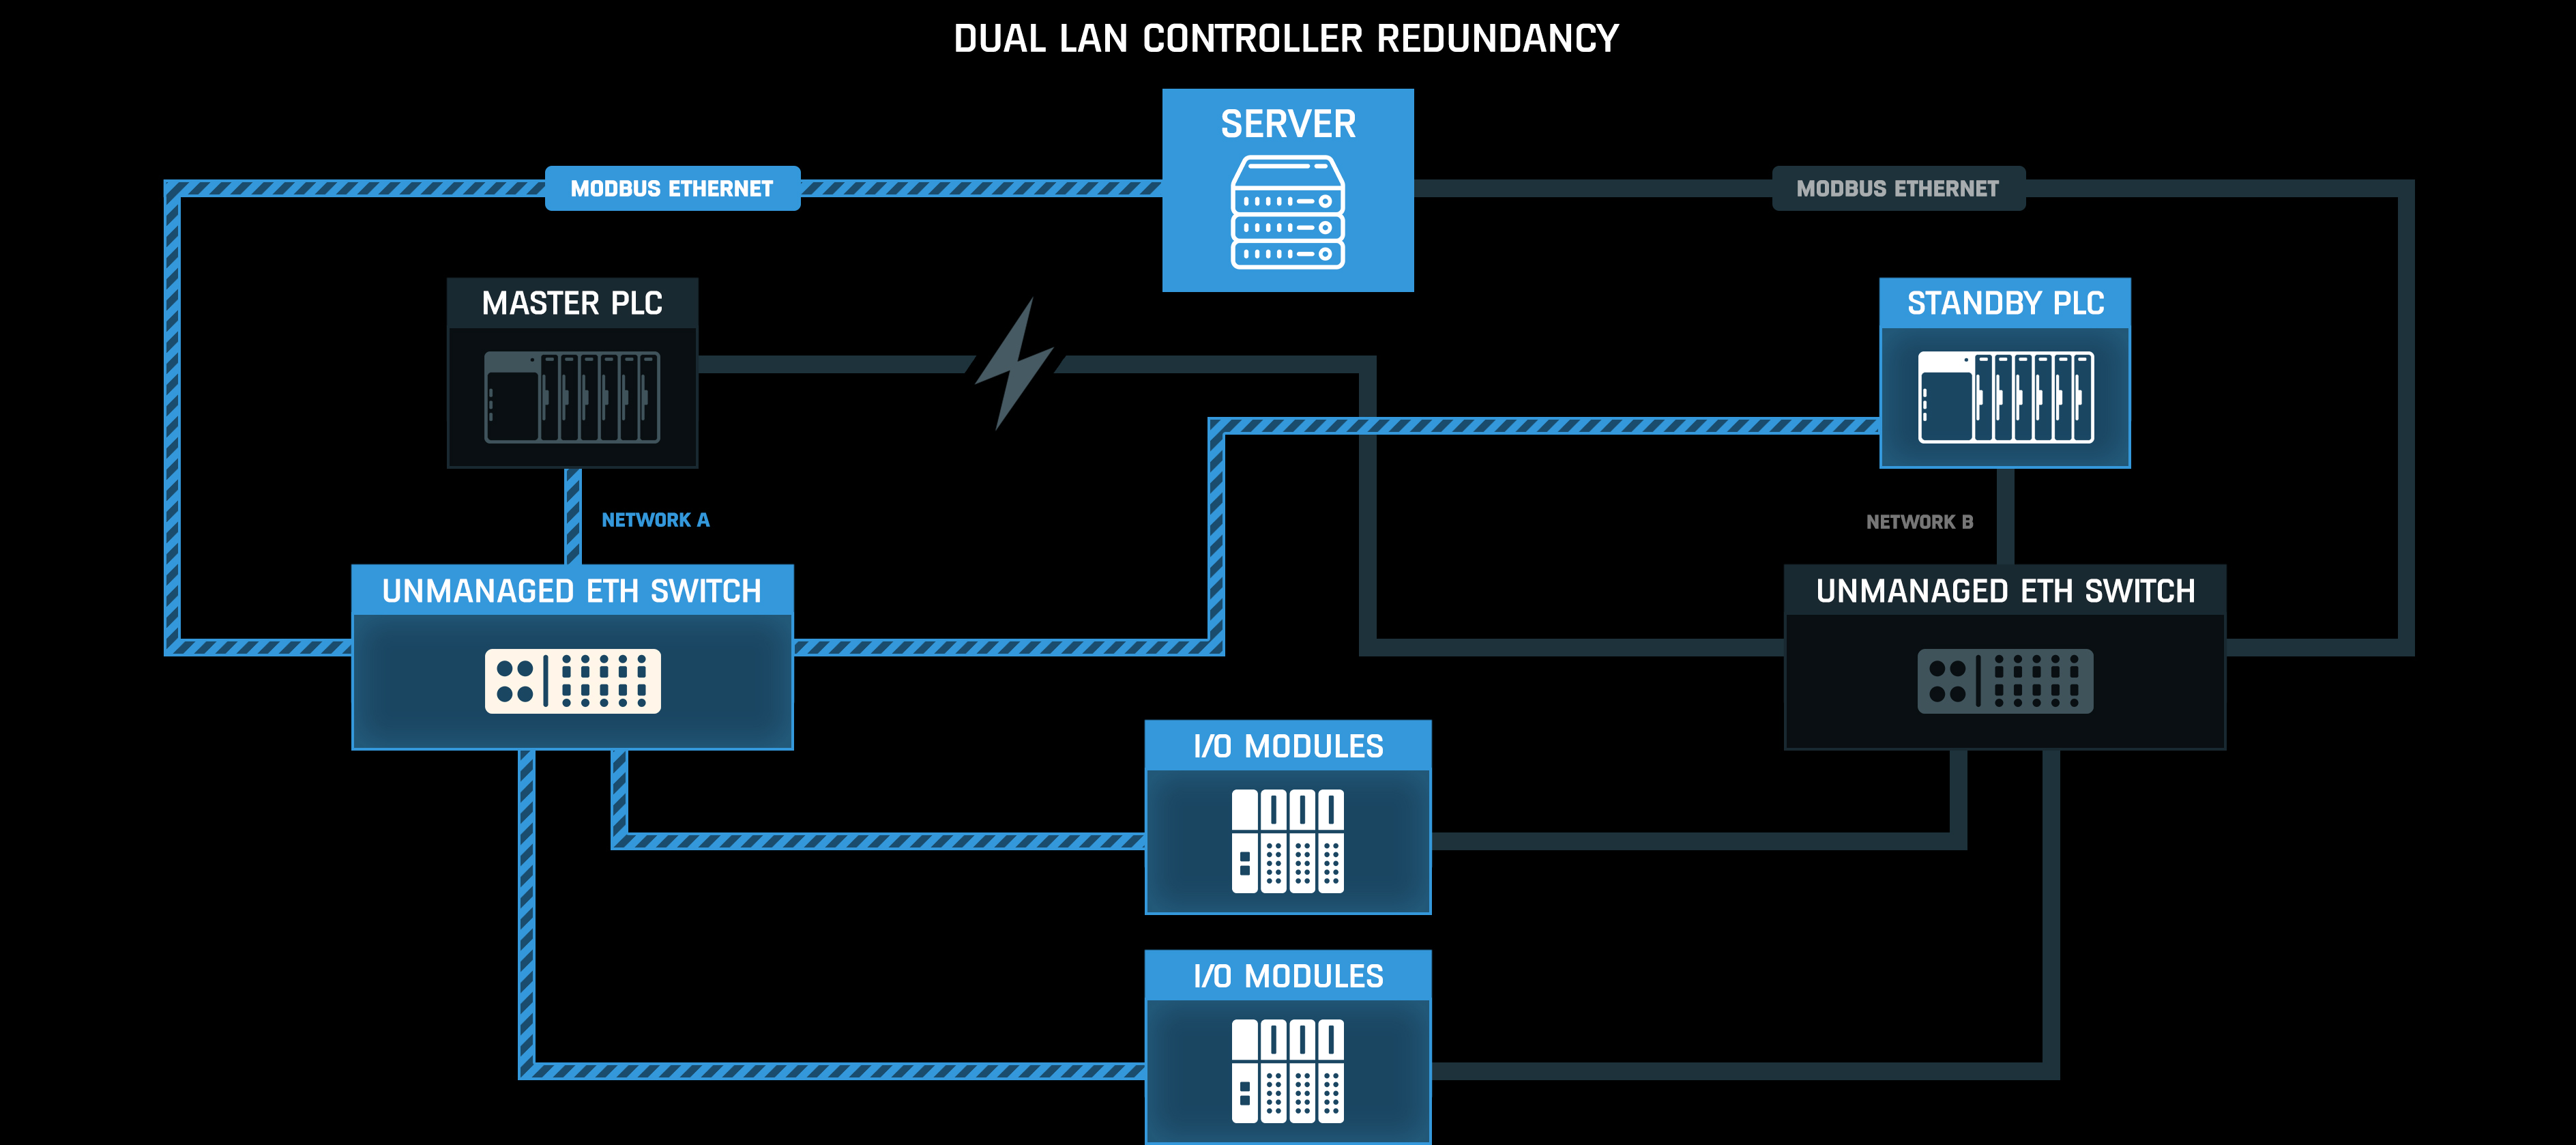 DUAL LAN CONTROLLER REDUNDANCY
SERVER
MODBUS ETHERNET
MODBUS ETHERNET
MASTER PLC
STANDBY PLC
NETWORK A
NETWORK B
UNMANAGED ETH SWITCH
UNMANAGED ETH SWITCH
I/O MODULES
I/O MODULES